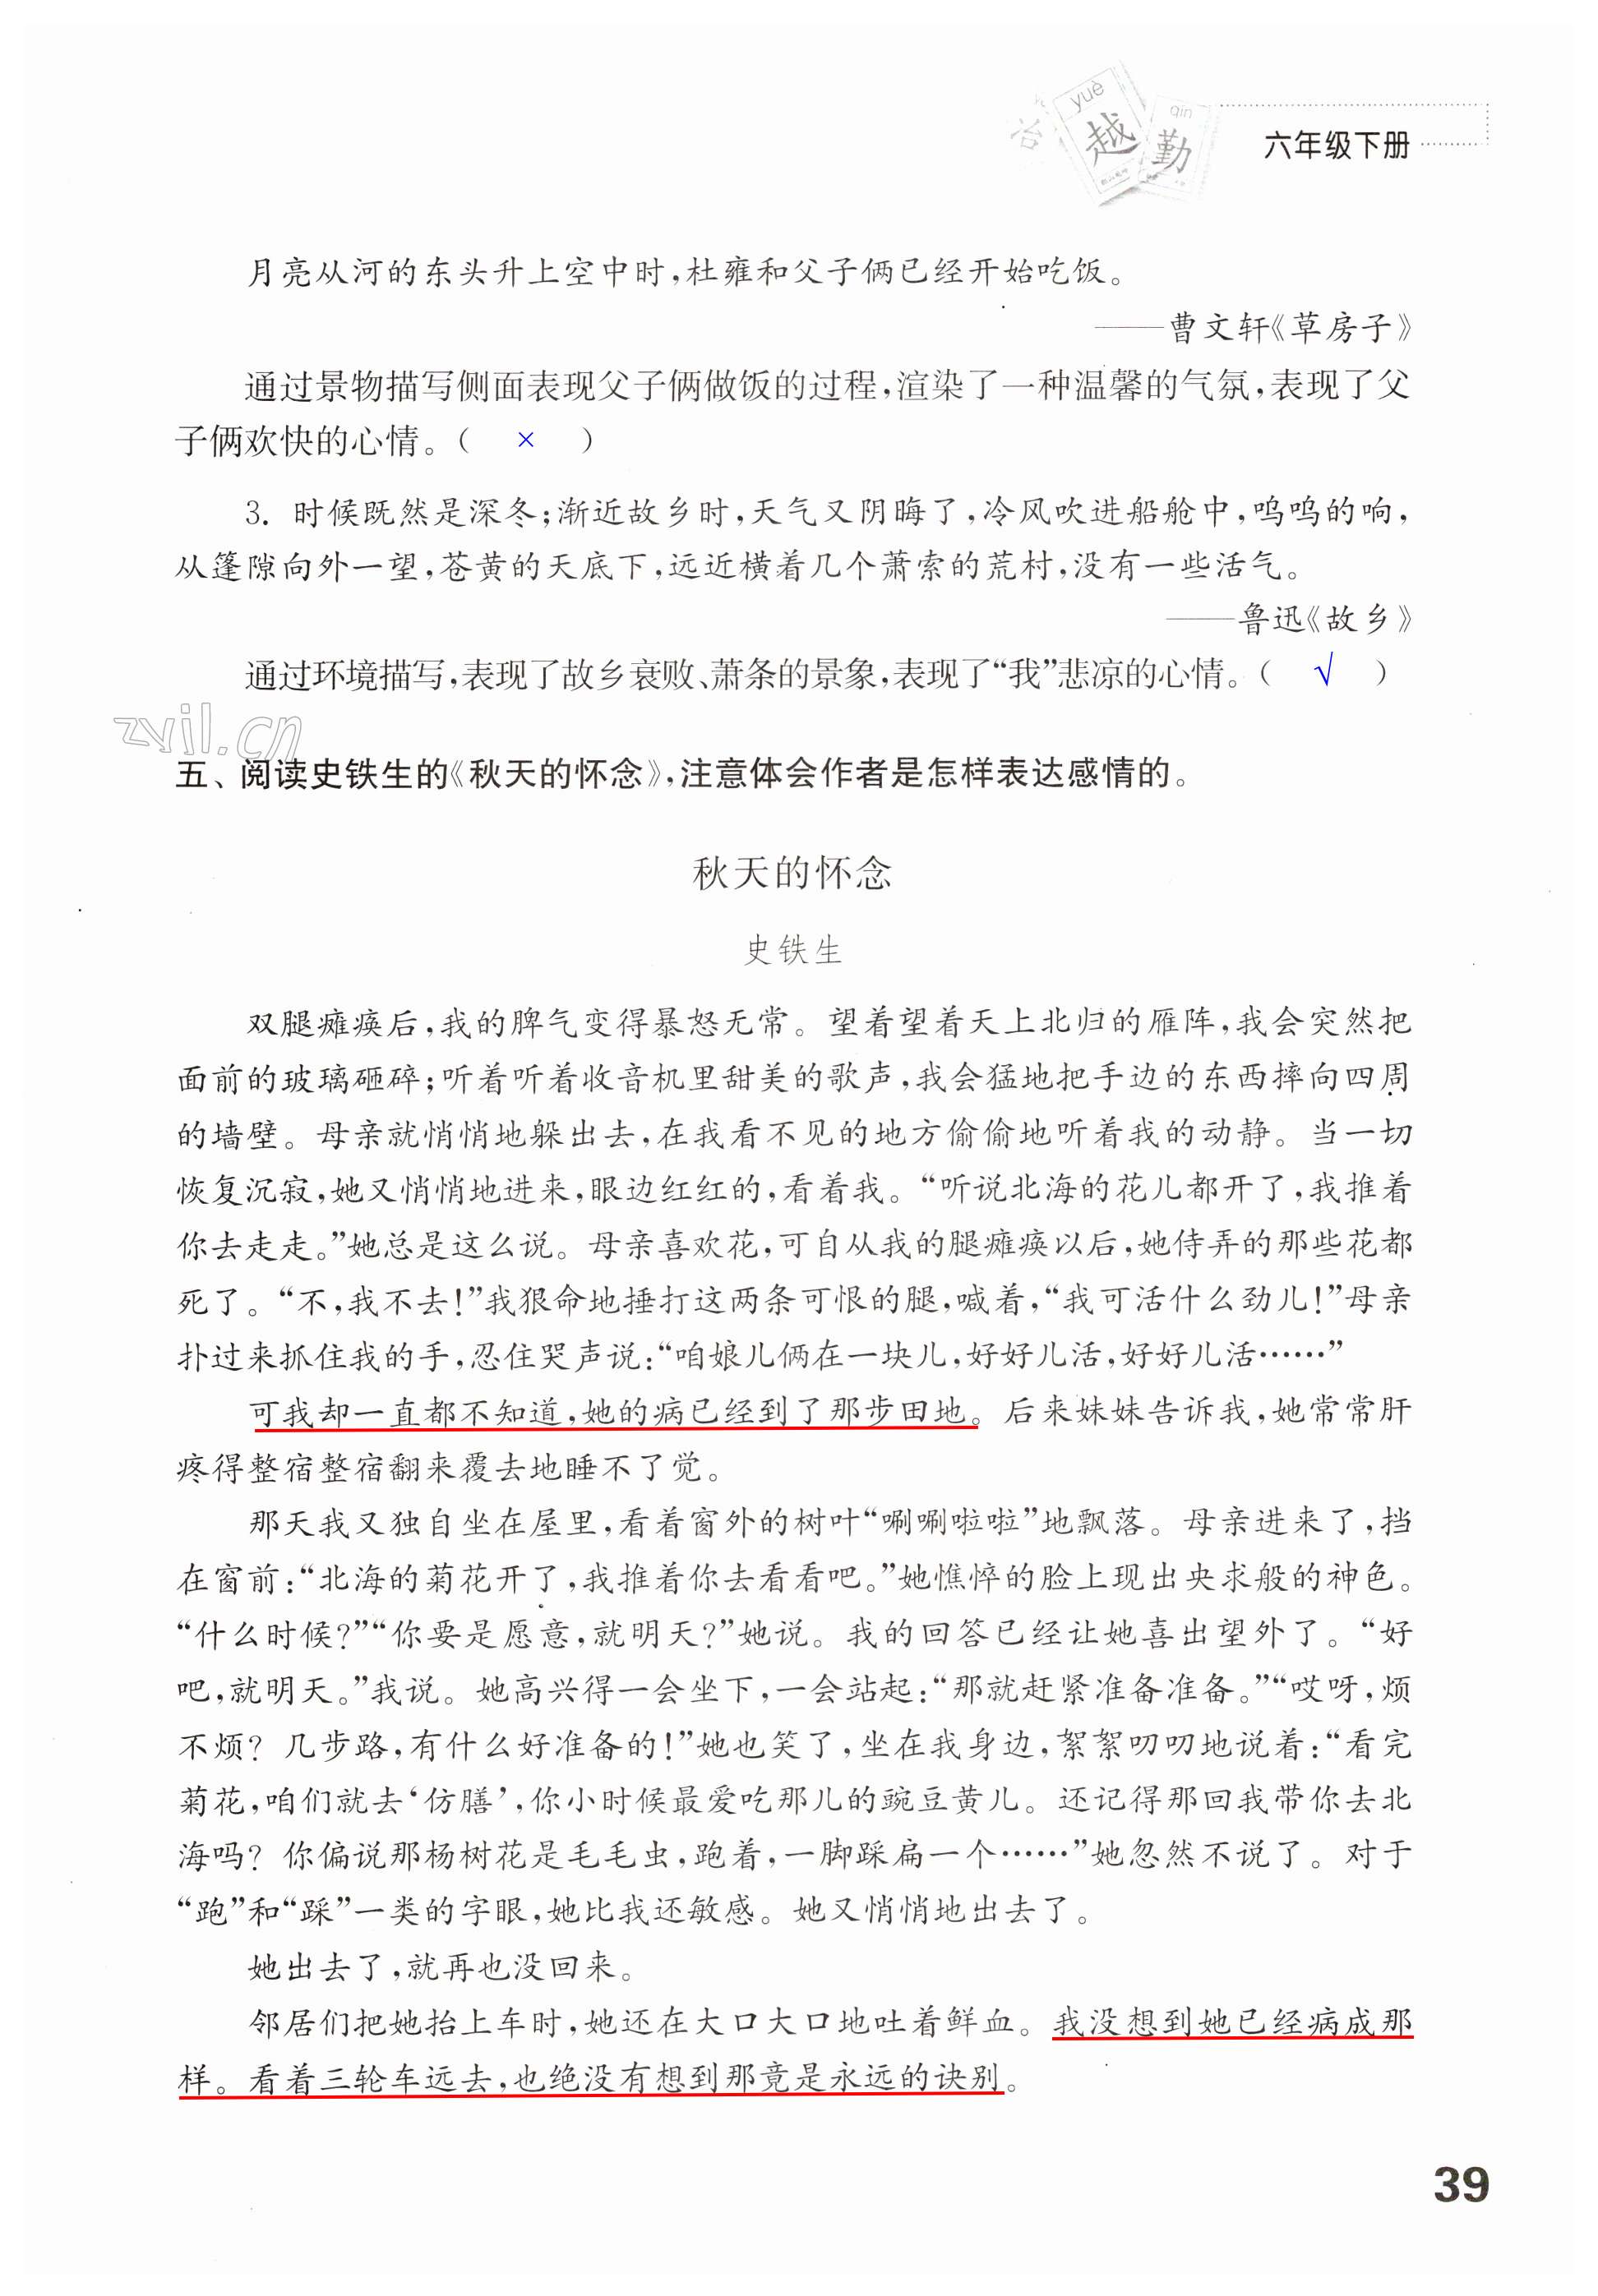 yuè
越
qín
勤
六年级下册
月亮从河的东头升上空中时,杜雍和父子俩已经开始吃饭。
——曹文轩《草房子》
通过景物描写侧面表现父子俩做饭的过程,渲染了一种温馨的气氛,表现了父
子俩欢快的心情。( × )
3. 时候既然是深冬;渐近故乡时,天气又阴晦了,冷风吹进船舱中,呜呜的响,
从篷隙向外一望,苍黄的天底下,远近横着几个萧索的荒村,没有一些活气。
——鲁迅《故乡》
通过环境描写,表现了故乡衰败、萧条的景象,表现了“我”悲凉的心情。( √ )
zyjl.cn
五、阅读史铁生的《秋天的怀念》,注意体会作者是怎样表达感情的。
秋天的怀念
史铁生
双腿瘫痪后,我的脾气变得暴怒无常。望着望着天上北归的雁阵,我会突然把
面前的玻璃砸碎;听着听着收音机里甜美的歌声,我会猛地把手边的东西摔向四周
的墙壁。母亲就悄悄地躲出去,在我看不见的地方偷偷地听着我的动静。当一切
恢复沉寂,她又悄悄地进来,眼边红红的,看着我。“听说北海的花儿都开了,我推着
你去走走。”她总是这么说。母亲喜欢花,可自从我的腿瘫痪以后,她侍弄的那些花都
死了。“不,我不去!”我狠命地捶打这两条可恨的腿,喊着,“我可活什么劲儿!”母亲
扑过来抓住我的手,忍住哭声说:“咱娘儿俩在一块儿,好好儿活,好好儿活……”
可我却一直都不知道,她的病已经到了那步田地。后来妹妹告诉我,她常常肝
疼得整宿整宿翻来覆去地睡不了觉。
那天我又独自坐在屋里,看着窗外的树叶“唰唰啦啦”地飘落。母亲进来了,挡
在窗前:“北海的菊花开了,我推着你去看看吧。”她憔悴的脸上现出央求般的神色。
“什么时候?”“你要是愿意,就明天?”她说。我的回答已经让她喜出望外了。“好
吧,就明天。”我说。她高兴得一会坐下,一会站起:“那就赶紧准备准备。”“哎呀,烦
不烦?几步路,有什么好准备的!”她也笑了,坐在我身边,絮絮叨叨地说着:“看完
菊花,咱们就去‘仿膳’,你小时候最爱吃那儿的豌豆黄儿。还记得那回我带你去北
海吗?你偏说那杨树花是毛毛虫,跑着,一脚踩扁一个……”她忽然不说了。对于
“跑”和“踩”一类的字眼,她比我还敏感。她又悄悄地出去了。
她出去了,就再也没回来。
邻居们把她抬上车时,她还在大口大口地吐着鲜血。我没想到她已经病成那
样。看着三轮车远去,也绝没有想到那竟是永远的诀别。
39